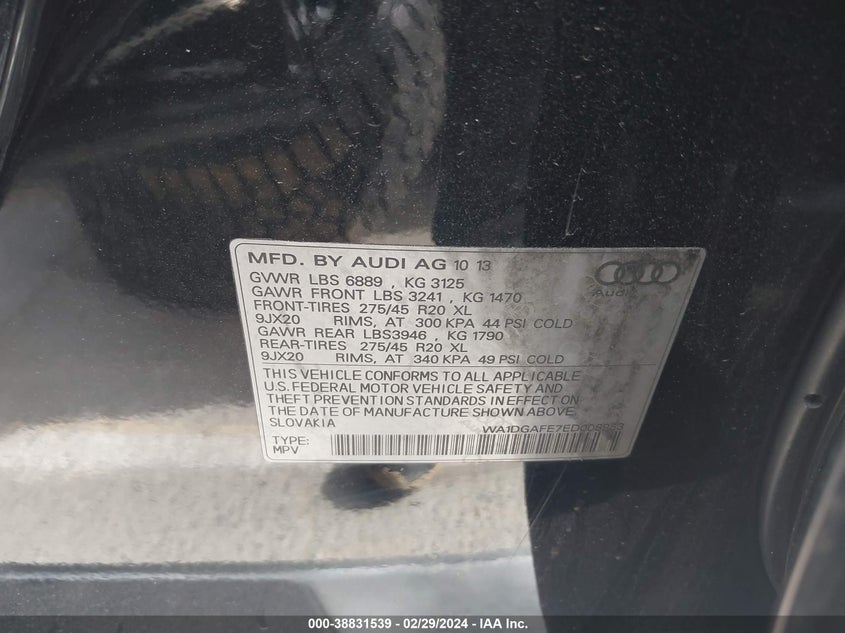 MFD. BY AUDI AG 10 13
GVWR LBS 6889 , KG 3125
GAWR FRONT LBS 3241 , KG 1470
FRONT-TIRES 275/45 R20 XL
9JX20 RIMS, AT 300 KPA 44 PSI COLD
GAWR REAR LBS3946 , KG 1790
REAR-TIRES 275/45 R20 XL
9JX20 RIMS, AT 340 KPA 49 PSI COLD
Audi
THIS VEHICLE CONFORMS TO ALL APPLICABLE
U.S. FEDERAL MOTOR VEHICLE SAFETY AND
THEFT PREVENTION STANDARDS IN EFFECT ON
THE DATE OF MANUFACTURE SHOWN ABOVE
SLOVAKIA
TYPE:
MPV
000-38831539 - 02/29/2024 - Copyright © IAA.